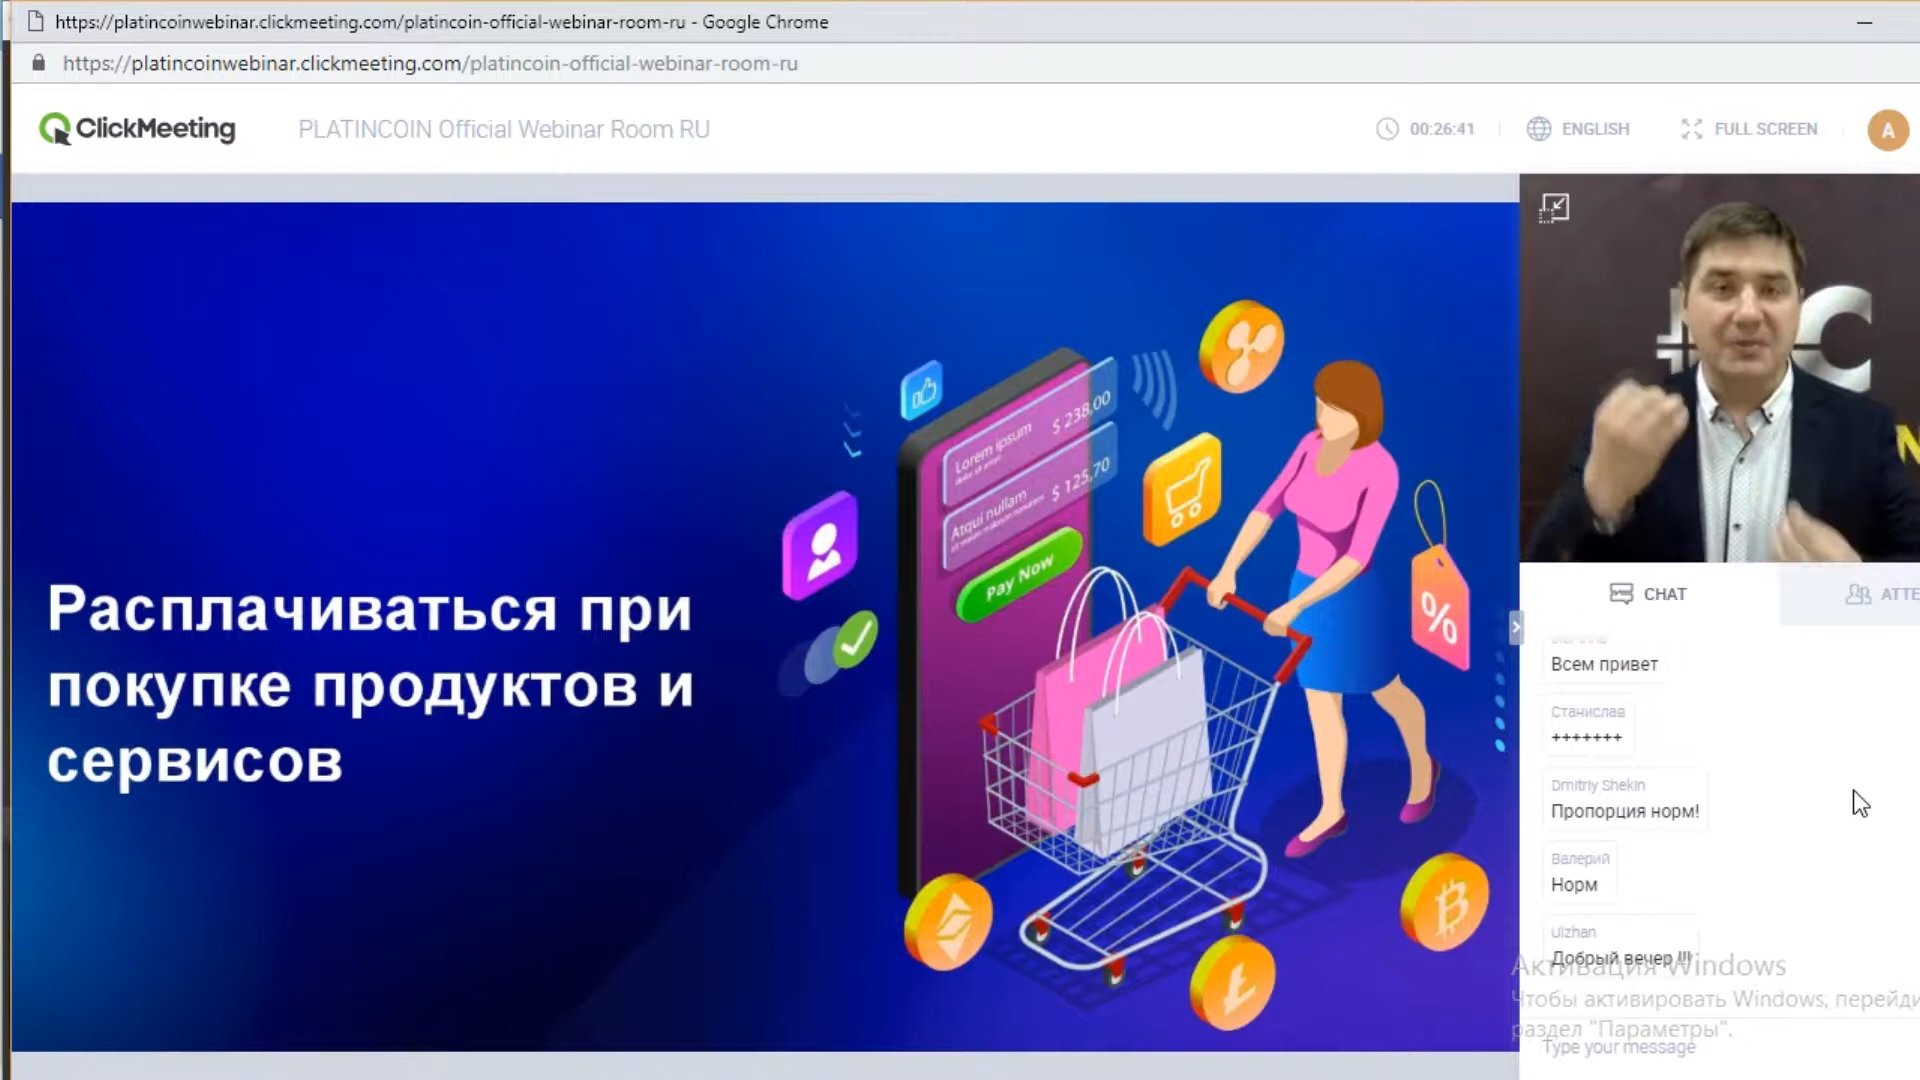 https://platincoinwebinar.clickmeeting.com/platincoin-official-webinar-room-ru - Google Chrome
https://platincoinwebinar.clickmeeting.com/platincoin-official-webinar-room-ru
ClickMeeting
PLATINCOIN Official Webinar Room RU
00:26:41
ENGLISH
FULL SCREEN
A
Расплачиваться при
покупке продуктов и
сервисов
Lorem ipsum
$ 238,00
Atqui nullam
$ 125,70
Pay Now
%
C
CHAT
ATTE
Всем привет
Станислав
+++++++
Dmitriy Shekin
Пропорция норм!
Валерий
Норм
Ulzhan
Добрый вечер !!!
Активация Windows
Чтобы активировать Windows, перейди
раздел "Параметры".
Type your message